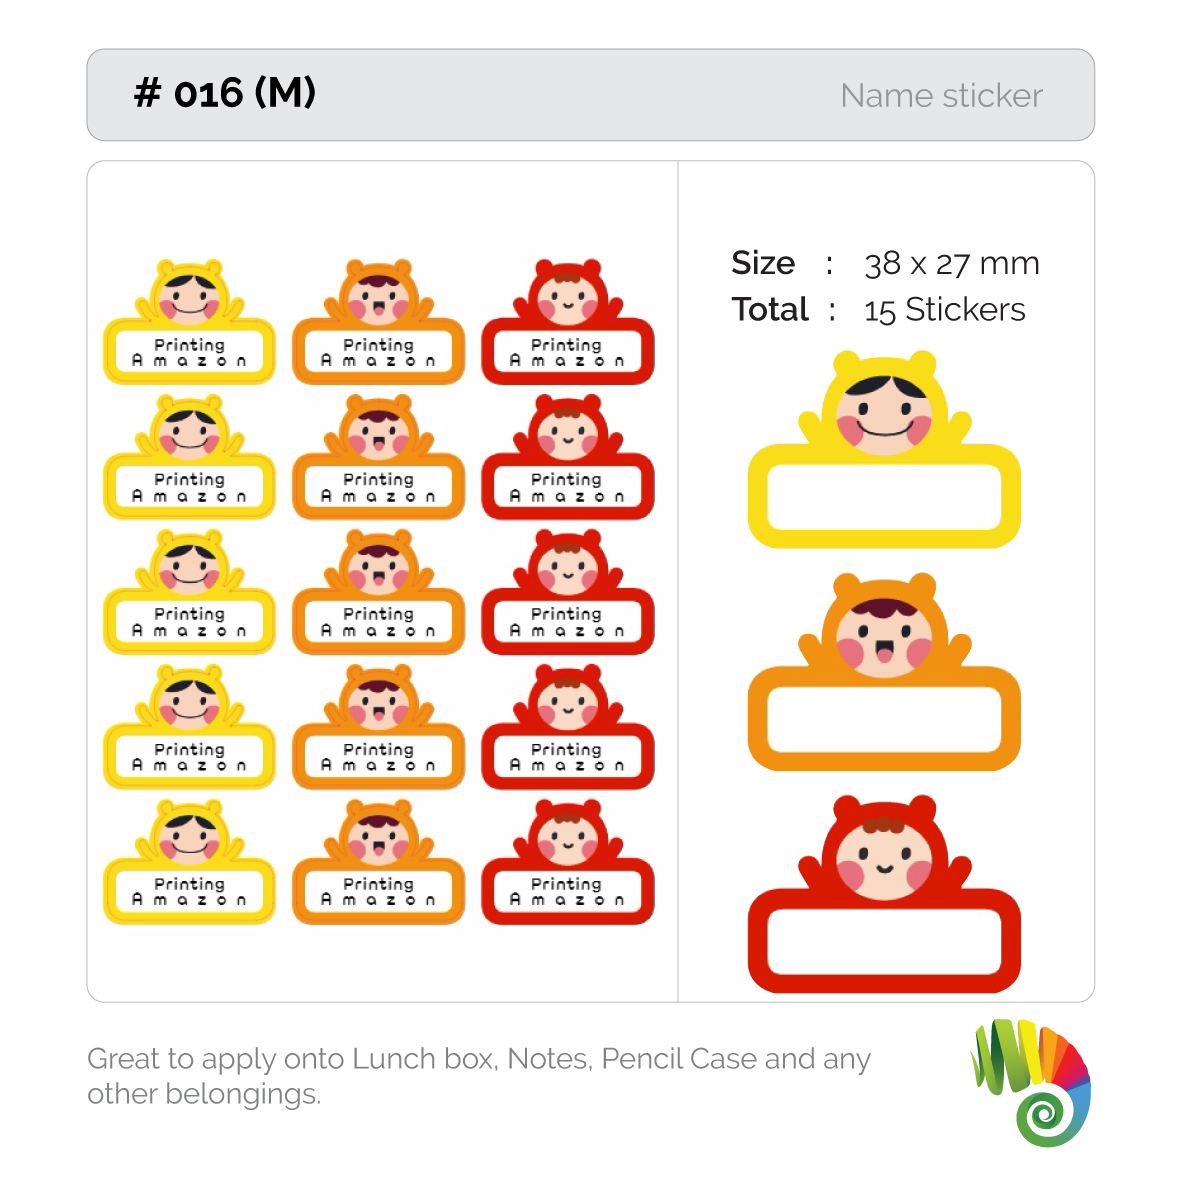 # 016 (M)
Name sticker
Size : 38 x 27 mm
Total : 15 Stickers
Printing
Amazon
Printing
Amazon
Printing
Amazon
Printing
Amazon
Printing
Amazon
Printing
Amazon
Printing
Amazon
Printing
Amazon
Printing
Amazon
Printing
Amazon
Printing
Amazon
Printing
Amazon
Printing
Amazon
Printing
Amazon
Printing
Amazon
Great to apply onto Lunch box, Notes, Pencil Case and any
other belongings.